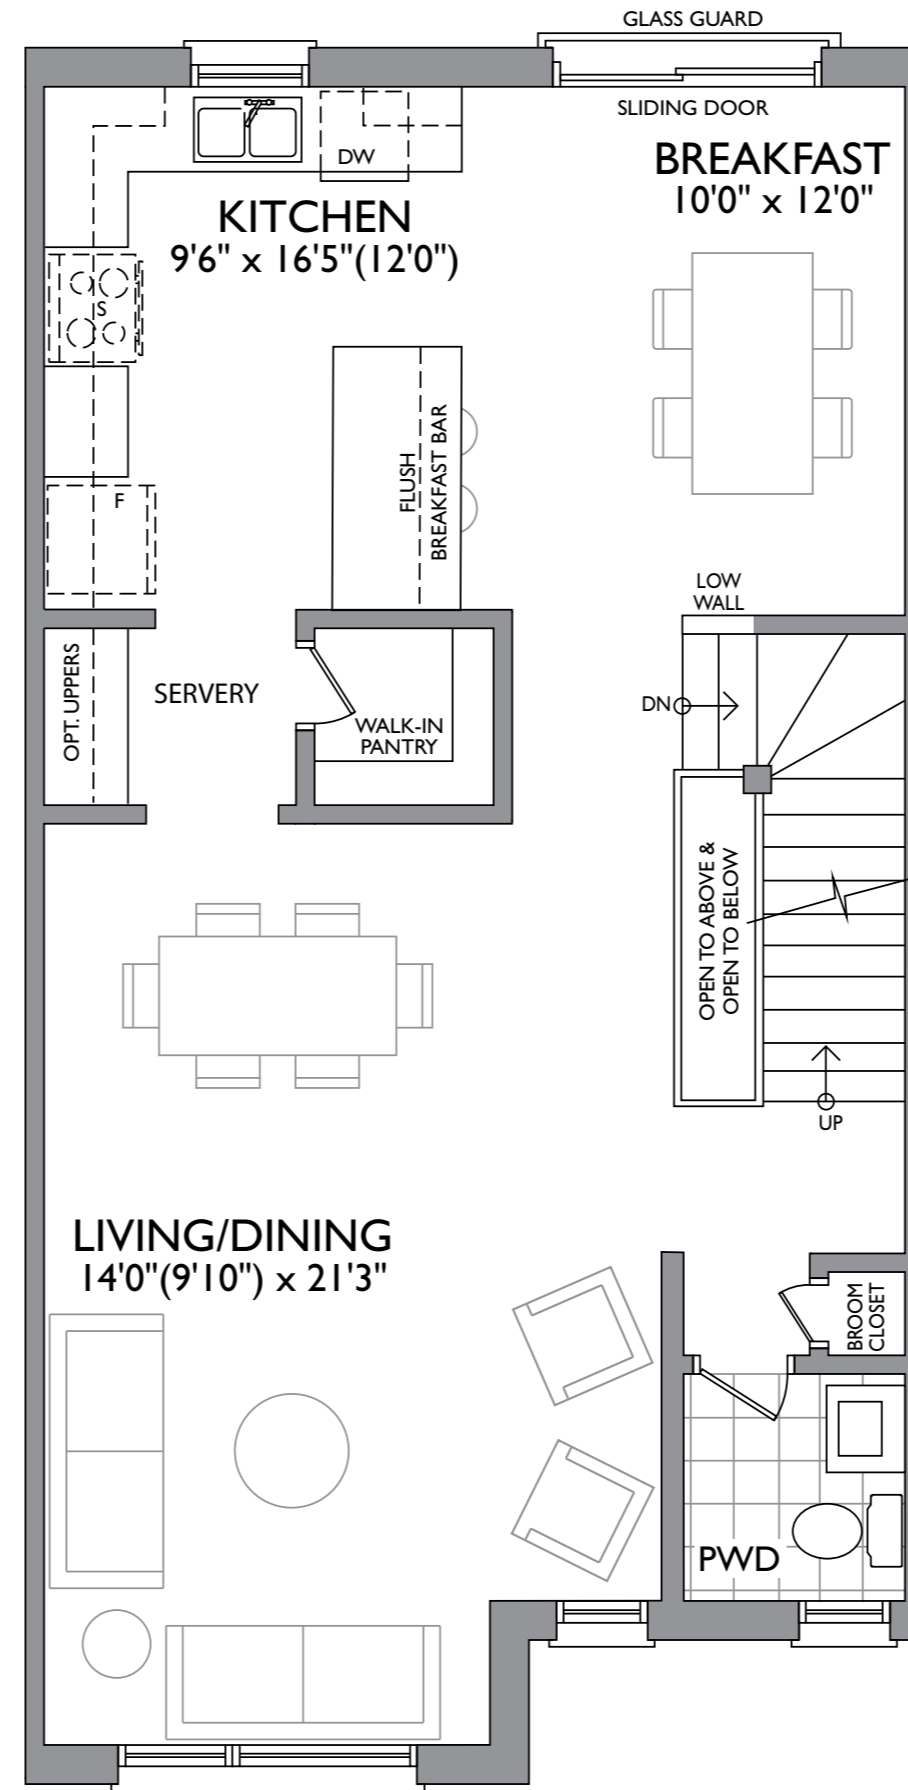 GLASS GUARD
SLIDING DOOR
BREAKFAST
10'0" x 12'0"
DW
KITCHEN
9'6" x 16'5"(12'0")
S
F
FLUSH
BREAKFAST BAR
LOW
WALL
OPT. UPPERS
SERVERY
WALK-IN
PANTRY
DN
OPEN TO ABOVE &
OPEN TO BELOW
UP
LIVING/DINING
14'0"(9'10") x 21'3"
BROOM
CLOSET
PWD